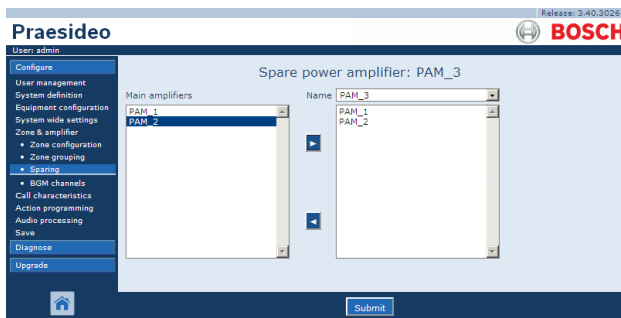 Release: 3.40.3026
Praesideo
BOSCH
User: admin
Configure
User management
System definition
Equipment configuration
System wide settings
Zone & amplifier
• Zone configuration
• Zone grouping
• Sparing
• BGM channels
Call characteristics
Action programming
Audio processing
Save
Diagnose
Upgrade
Spare power amplifier: PAM_3
Main amplifiers
Name PAM_3
PAM_1
PAM_2
PAM_1
PAM_2
Submit